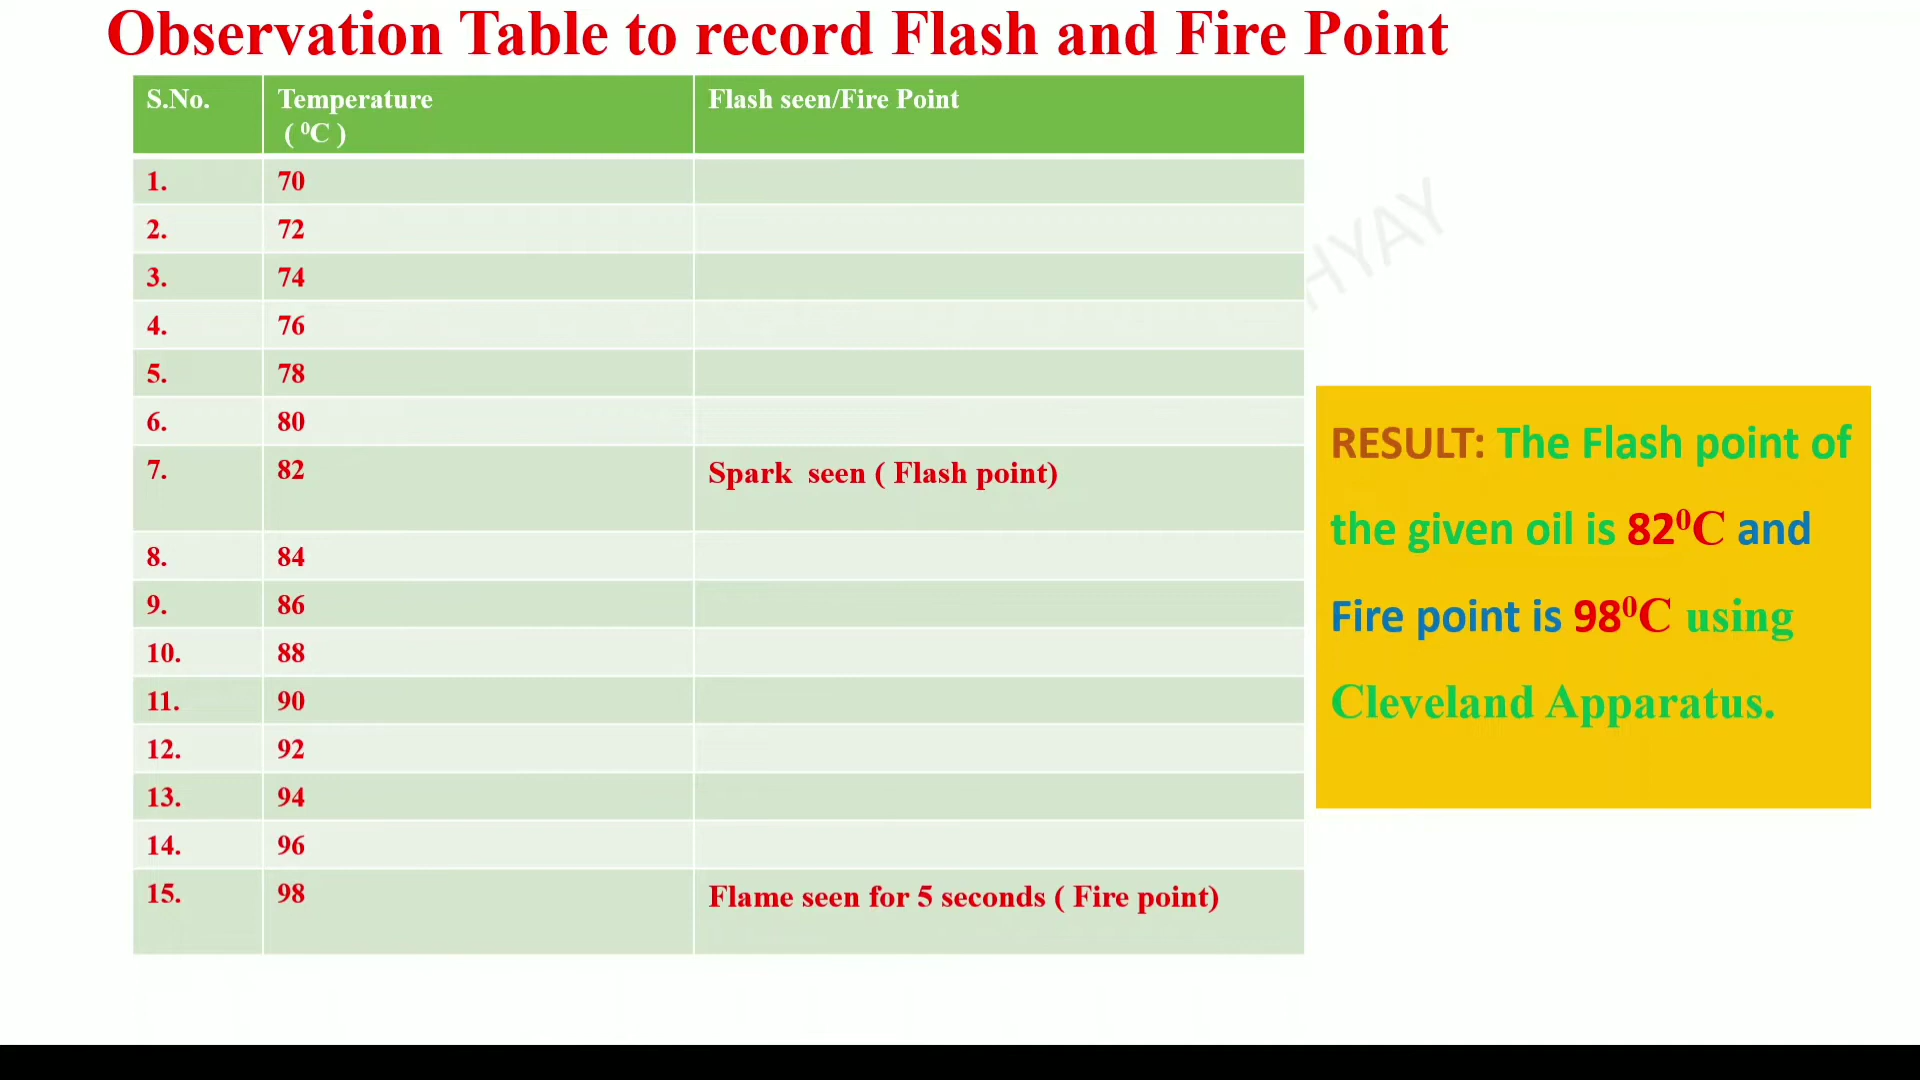 Observation Table to record Flash and Fire Point
S.No. Temperature Flash seen/Fire Point
( ⁰C )
1. 70
2. 72
3. 74
4. 76
5. 78
6. 80
7. 82 Spark seen ( Flash point)
8. 84
9. 86
10. 88
11. 90
12. 92
13. 94
14. 96
15. 98 Flame seen for 5 seconds ( Fire point)
HYAY
RESULT: The Flash point of
the given oil is 82⁰C and
Fire point is 98⁰C using
Cleveland Apparatus.